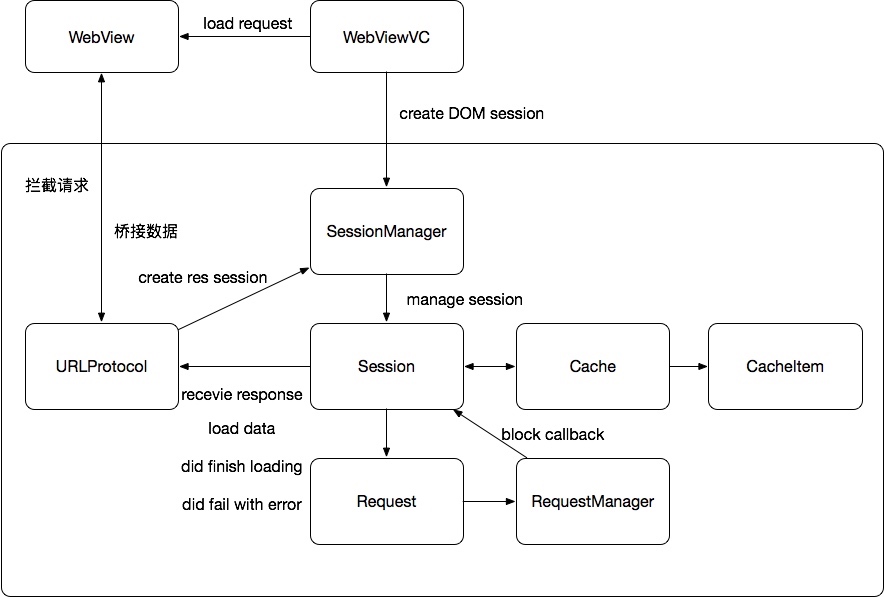 WebView
load request
WebViewVC
create DOM session
拦截请求
桥接数据
SessionManager
create res session
manage session
URLProtocol
Session
Cache
CacheItem
recevie response
load data
block callback
did finish loading
did fail with error
Request
RequestManager